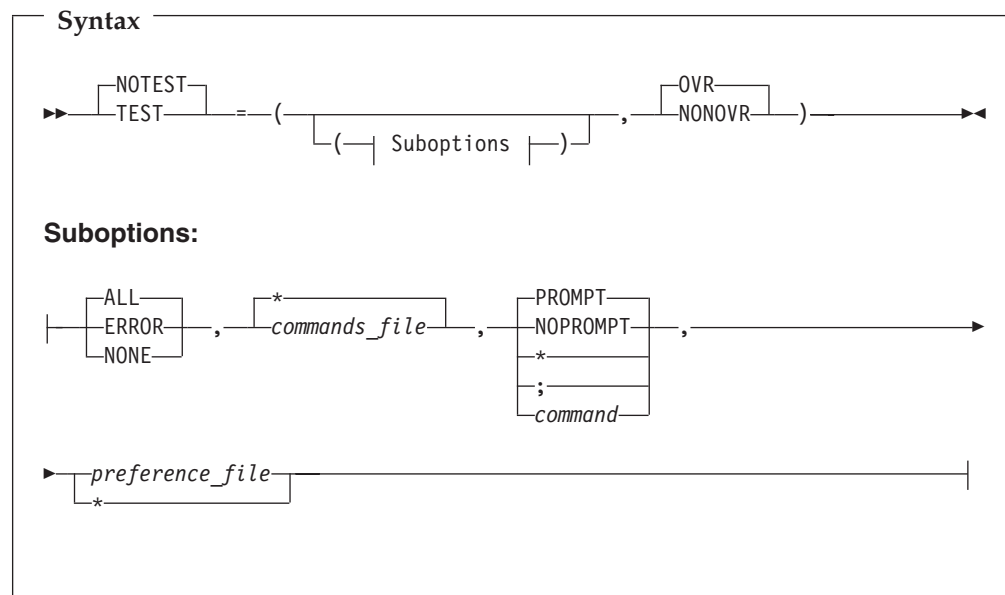 Syntax
NOTEST OVR
►► TEST = ( , NONOVR ) ►◄
( Suboptions )
Suboptions:
ALL * PROMPT
ERROR , commands_file , NOPROMPT , ►
NONE *
;
command
► preference_file
*